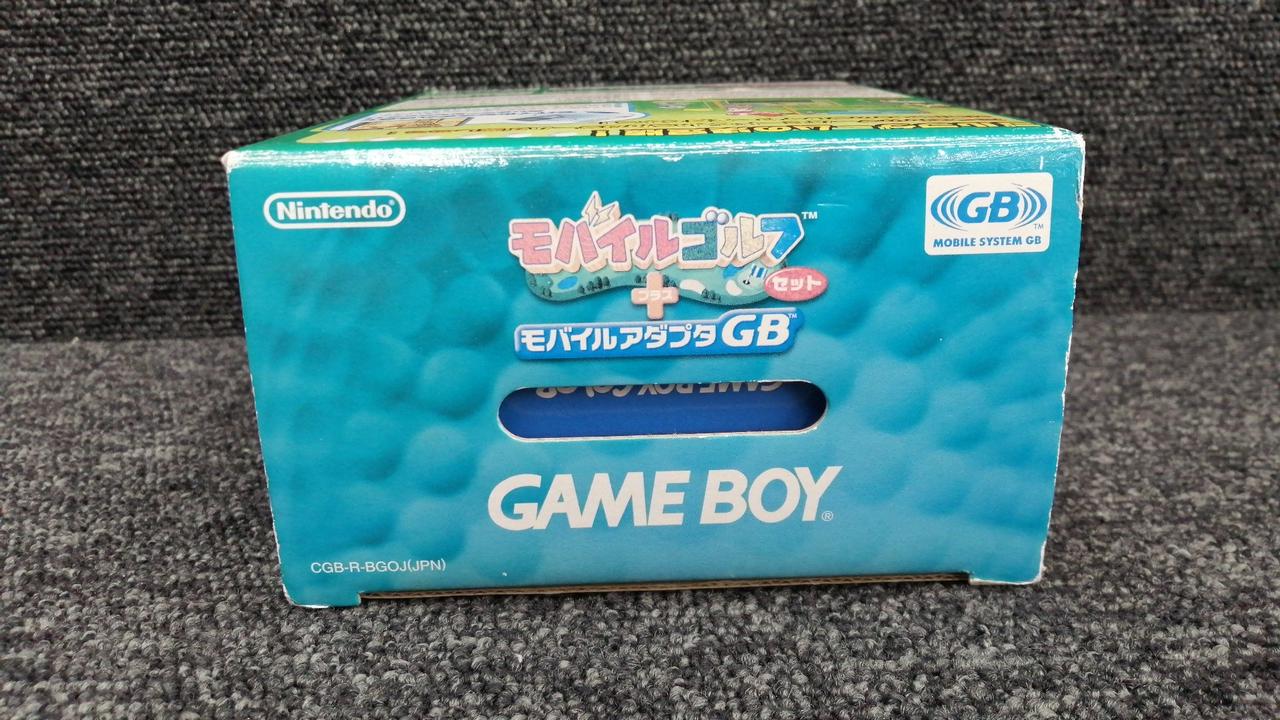 Nintendo®
モバイルゴルフ™
プラス
セット
モバイルアダプタGB™
GB™
MOBILE SYSTEM GB
GAME BOY COLOR
GAME BOY®
CGB-R-BGOJ(JPN)